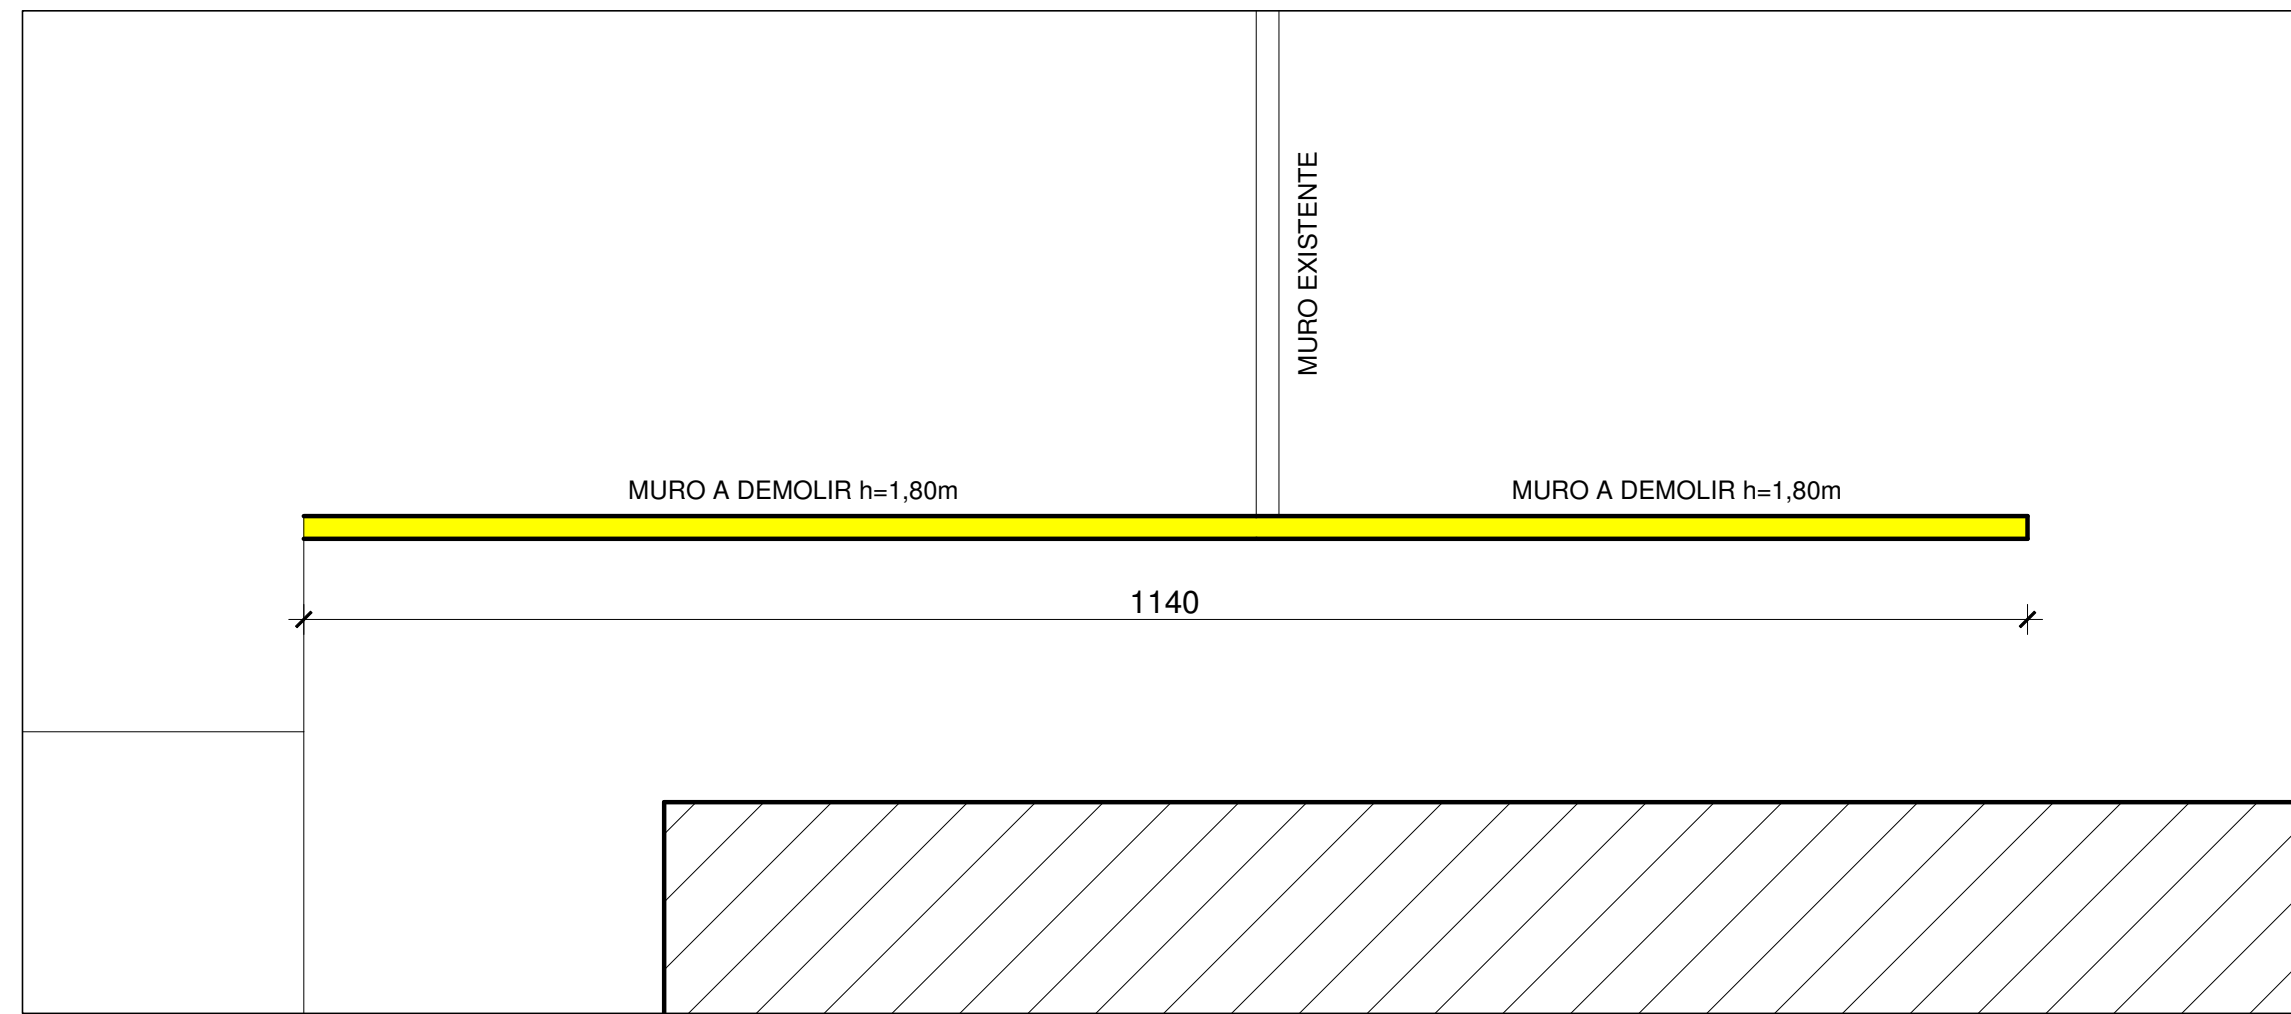 MURO EXISTENTE
MURO A DEMOLIR h=1,80m
MURO A DEMOLIR h=1,80m
1140